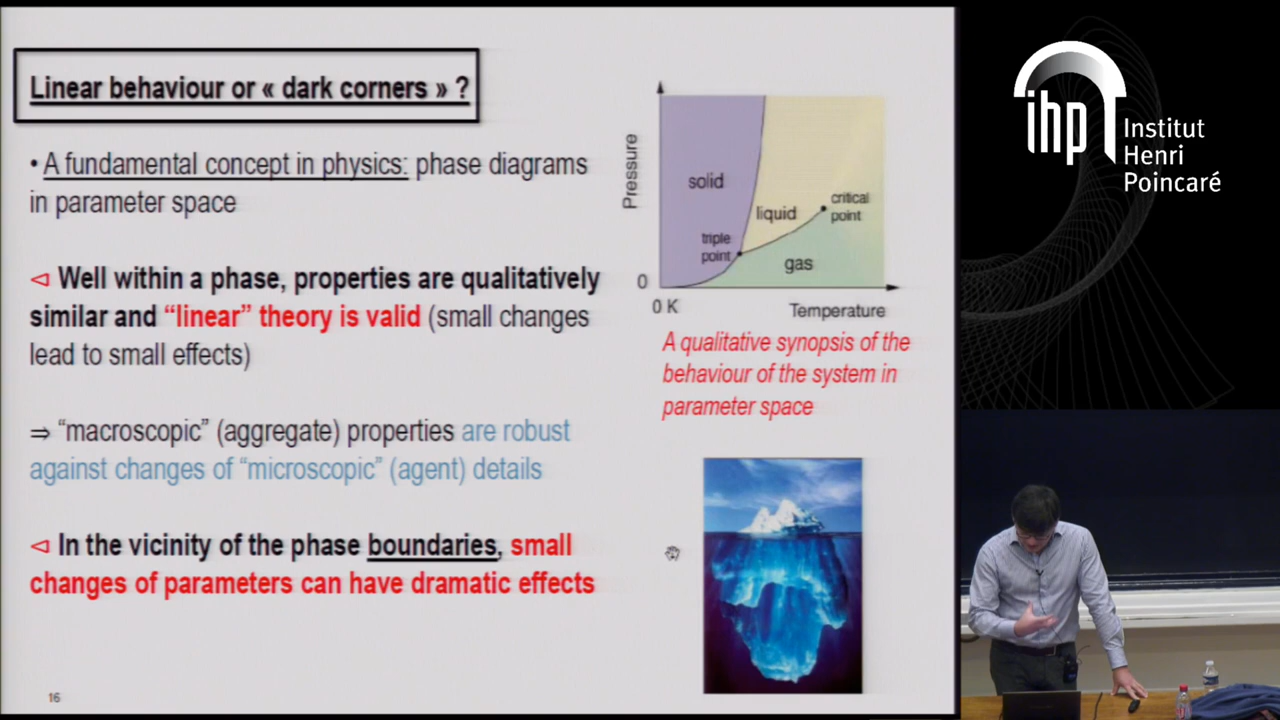 Linear behaviour or « dark corners » ?
• A fundamental concept in physics: phase diagrams
in parameter space
⊲ Well within a phase, properties are qualitatively
similar and “linear” theory is valid (small changes
lead to small effects)
⇒ “macroscopic” (aggregate) properties are robust
against changes of “microscopic” (agent) details
⊲ In the vicinity of the phase boundaries, small
changes of parameters can have dramatic effects
16
Pressure
solid
liquid
critical
point
triple
point
gas
0
0 K
Temperature
A qualitative synopsis of the
behaviour of the system in
parameter space
ihp
Institut
Henri
Poincaré